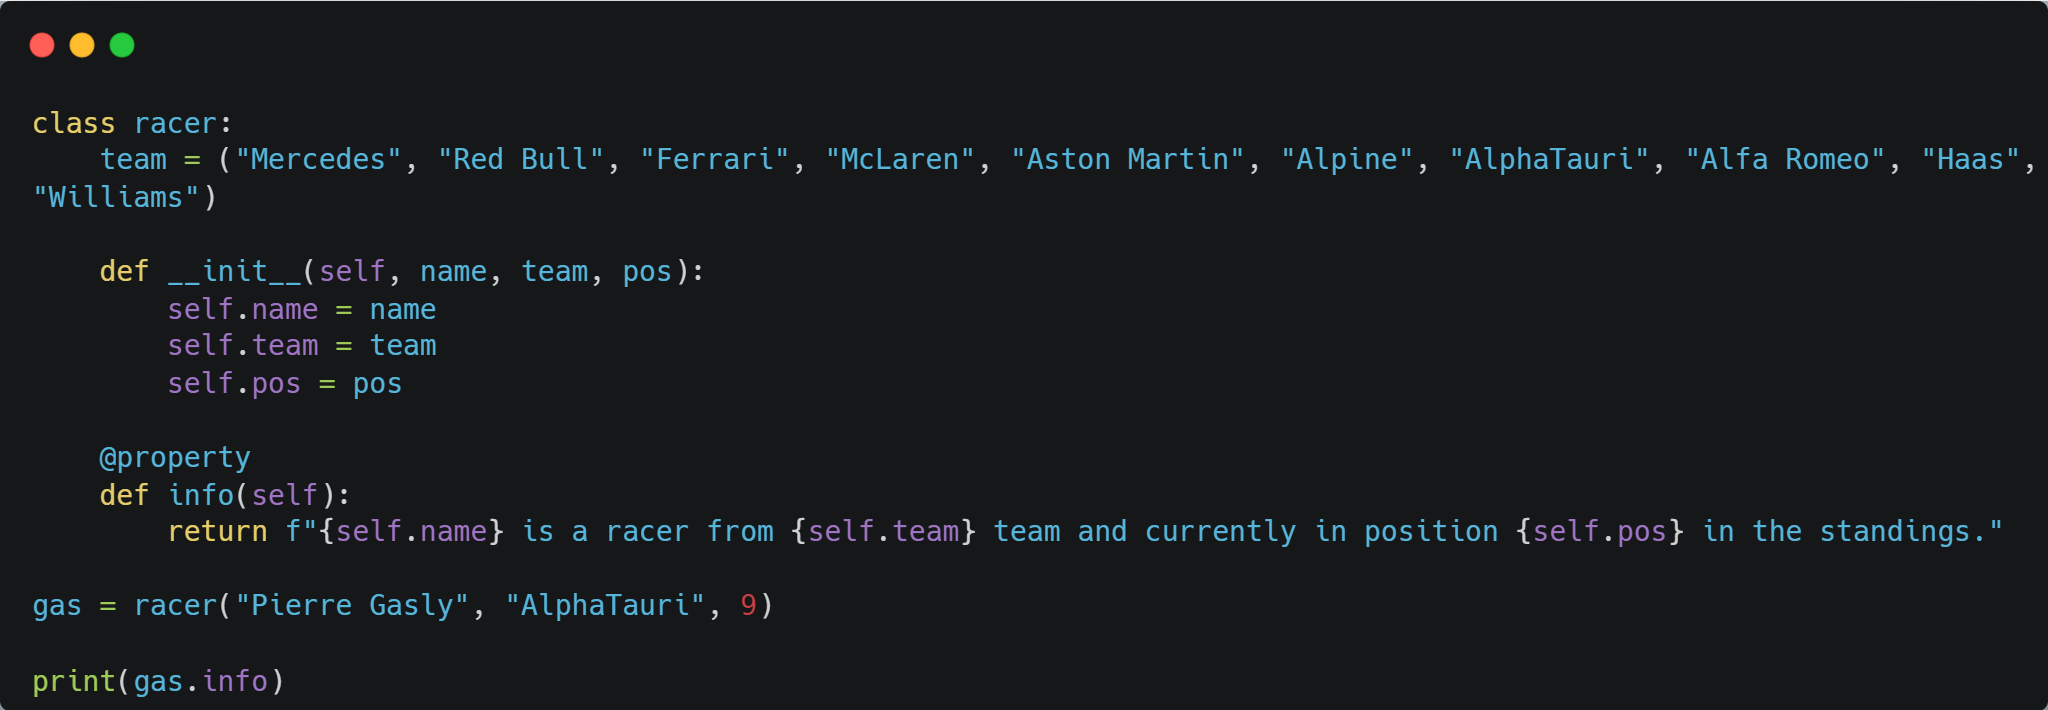 class racer:
    team = ("Mercedes", "Red Bull", "Ferrari", "McLaren", "Aston Martin", "Alpine", "AlphaTauri", "Alfa Romeo", "Haas",
"Williams")

    def __init__(self, name, team, pos):
        self.name = name
        self.team = team
        self.pos = pos

    @property
    def info(self):
        return f"{self.name} is a racer from {self.team} team and currently in position {self.pos} in the standings."

gas = racer("Pierre Gasly", "AlphaTauri", 9)

print(gas.info)